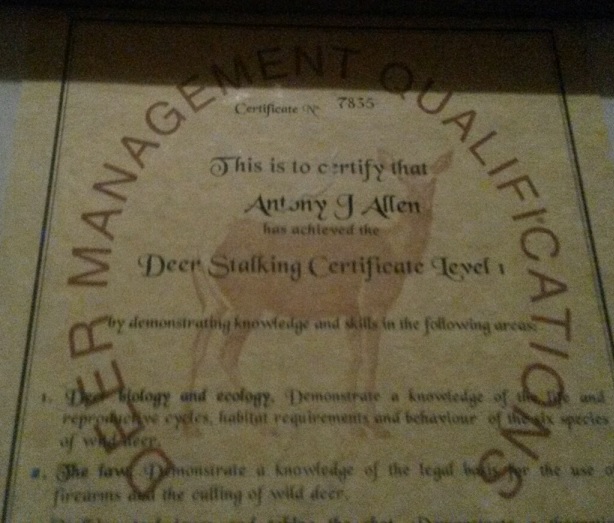 DEER MANAGEMENT QUALIFICATIONS
Certificate Nº 7835
This is to certify that
Antony J Allen
has achieved the
Deer Stalking Certificate Level 1
by demonstrating knowledge and skills in the following areas:
1. Deer biology and ecology. Demonstrate a knowledge of the life and
reproductive cycles, habitat requirements and behaviour of the six species
of wild deer.
2. The law. Demonstrate a knowledge of the legal basis for the use o
firearms and the culling of wild deer.